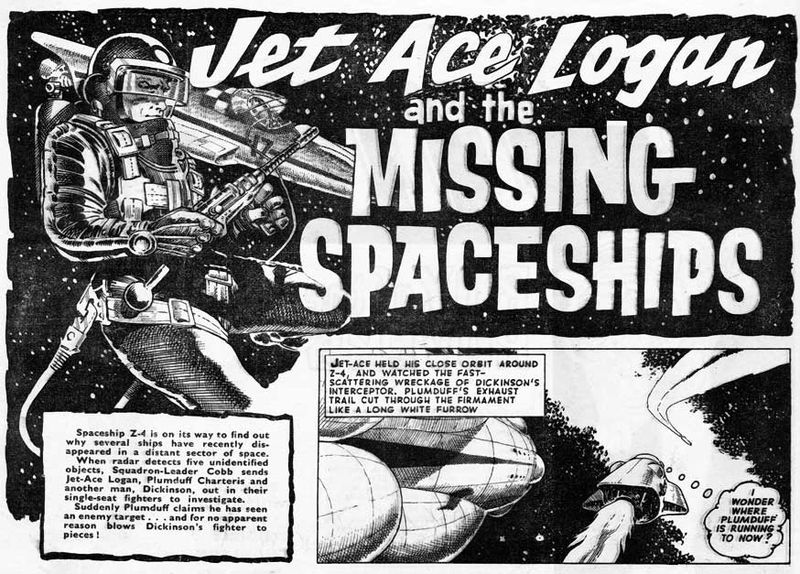 Jet Ace Logan
and the
MISSING
SPACESHIPS
Spaceship Z-4 is on its way to find out
why several ships have recently dis-
appeared in a distant sector of space.
When radar detects five unidentified
objects, Squadron-Leader Cobb sends
Jet-Ace Logan, Plumduff Charteris and
another man, Dickinson, out in their
single-seat fighters to investigate.
Suddenly Plumduff claims he has seen
an enemy target . . . and for no apparent
reason blows Dickinson's fighter to
pieces !
JET-ACE HELD HIS CLOSE ORBIT AROUND
Z-4, AND WATCHED THE FAST-
SCATTERING WRECKAGE OF DICKINSON'S
INTERCEPTOR. PLUMDUFF'S EXHAUST
TRAIL CUT THROUGH THE FIRMAMENT
LIKE A LONG WHITE FURROW
I
WONDER
WHERE
PLUMDUFF
IS RUNNING
TO NOW?